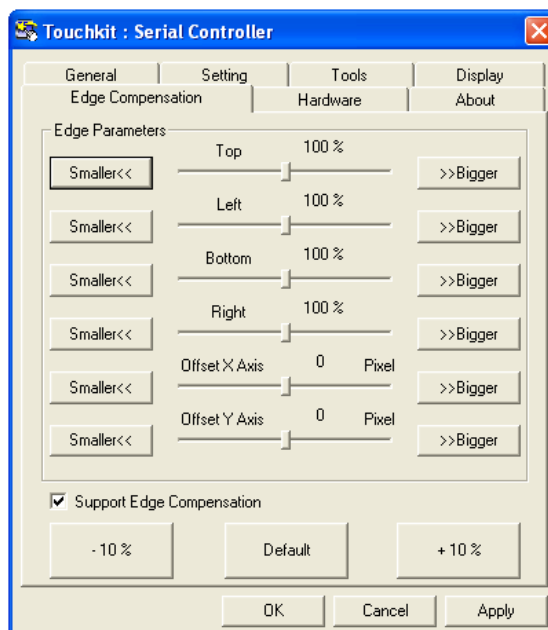 Touchkit : Serial Controller
General Setting Tools Display
Edge Compensation Hardware About
Edge Parameters
Top 100 %
Smaller<< >>Bigger
Left 100 %
Smaller<< >>Bigger
Bottom 100 %
Smaller<< >>Bigger
Right 100 %
Smaller<< >>Bigger
Offset X Axis 0 Pixel
Smaller<< >>Bigger
Offset Y Axis 0 Pixel
Smaller<< >>Bigger
Support Edge Compensation
- 10 % Default + 10 %
OK Cancel Apply